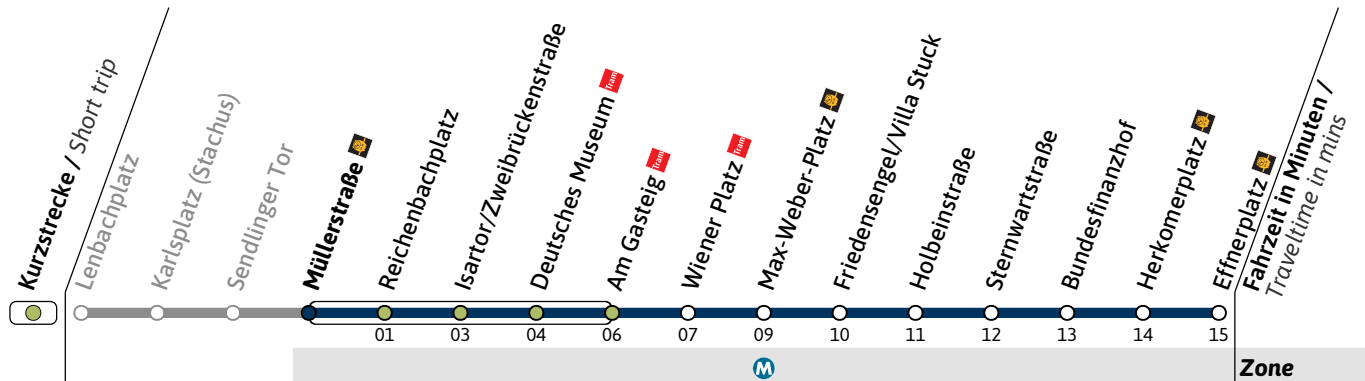 Kurzstrecke / Short trip
Lenbachplatz
Karlsplatz (Stachus)
Sendlinger Tor
Müllerstraße
Reichenbachplatz
Isartor/Zweibrückenstraße
Deutsches Museum Tram
Am Gasteig Tram
Wiener Platz Tram
Max-Weber-Platz
Friedensengel/Villa Stuck
Holbeinstraße
Sternwartstraße
Bundesfinanzhof
Herkomerplatz
Effnerplatz
Fahrzeit in Minuten /
Traveltime in mins
01 03 04 06 07 09 10 11 12 13 14 15
M Zone